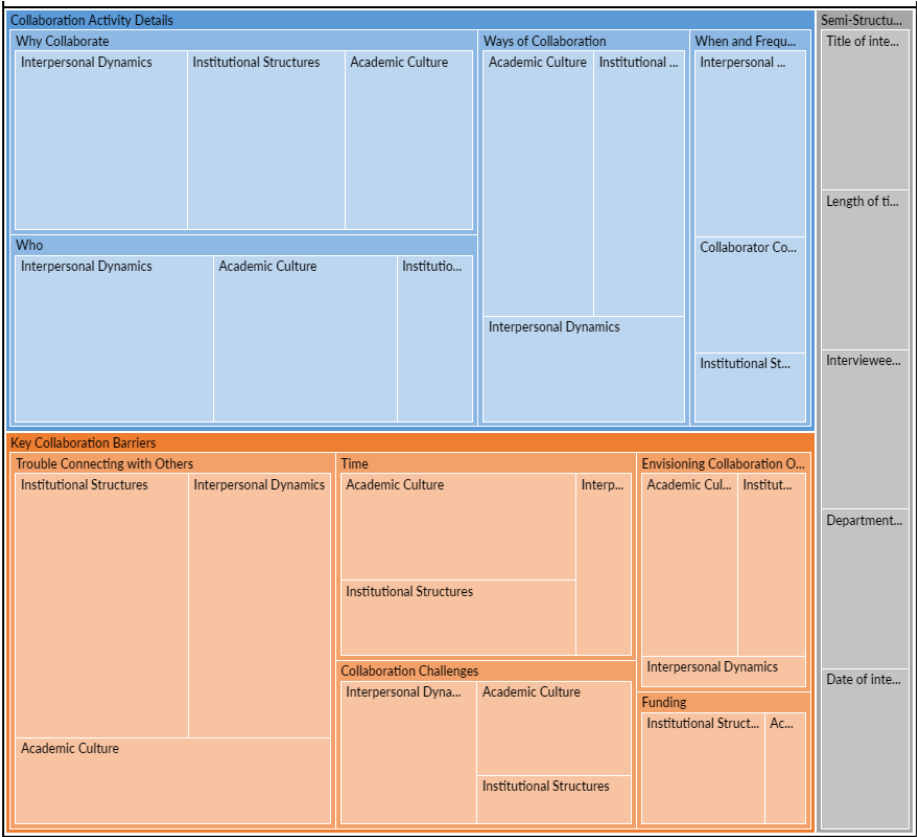 Collaboration Activity Details
Why Collaborate
Interpersonal Dynamics
Institutional Structures
Academic Culture
Who
Interpersonal Dynamics
Academic Culture
Institutio...
Ways of Collaboration
Academic Culture
Institutional ...
Interpersonal Dynamics
When and Frequ...
Interpersonal ...
Collaborator Co...
Institutional St...
Key Collaboration Barriers
Trouble Connecting with Others
Institutional Structures
Interpersonal Dynamics
Academic Culture
Time
Academic Culture
Interp...
Institutional Structures
Collaboration Challenges
Interpersonal Dyna...
Academic Culture
Institutional Structures
Envisioning Collaboration O...
Academic Cul...
Institut...
Interpersonal Dynamics
Funding
Institutional Struct...
Ac...
Semi-Structu...
Title of inte...
Length of ti...
Interviewee...
Department...
Date of inte...